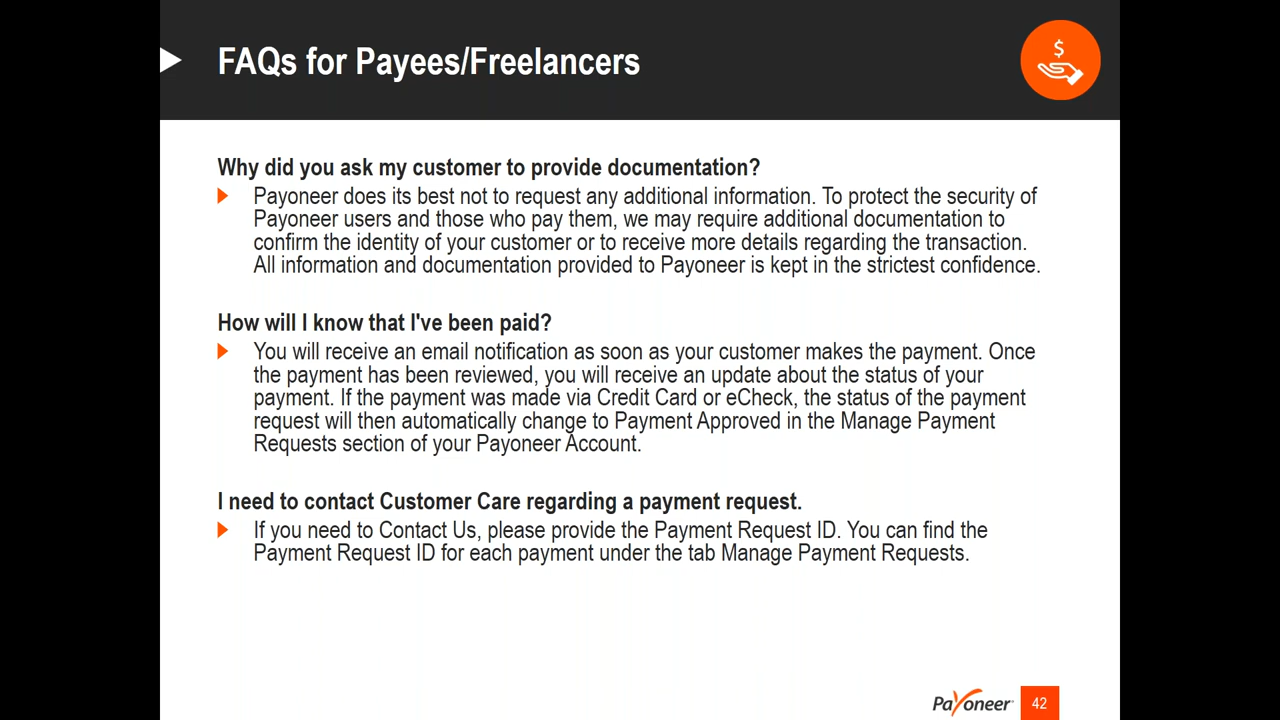 FAQs for Payees/Freelancers
$
Why did you ask my customer to provide documentation?
Payoneer does its best not to request any additional information. To protect the security of
Payoneer users and those who pay them, we may require additional documentation to
confirm the identity of your customer or to receive more details regarding the transaction.
All information and documentation provided to Payoneer is kept in the strictest confidence.
How will I know that I've been paid?
You will receive an email notification as soon as your customer makes the payment. Once
the payment has been reviewed, you will receive an update about the status of your
payment. If the payment was made via Credit Card or eCheck, the status of the payment
request will then automatically change to Payment Approved in the Manage Payment
Requests section of your Payoneer Account.
I need to contact Customer Care regarding a payment request.
If you need to Contact Us, please provide the Payment Request ID. You can find the
Payment Request ID for each payment under the tab Manage Payment Requests.
Payoneer
42